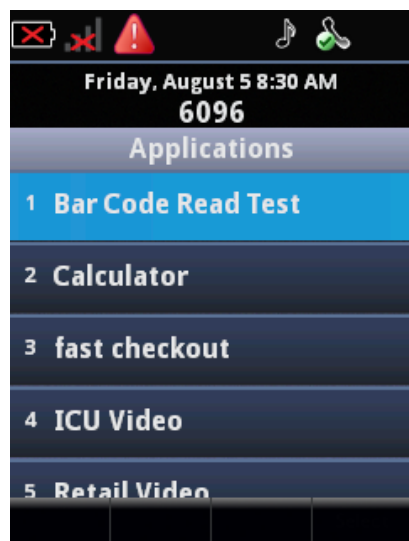 Friday, August 5 8:30 AM
6096
Applications
1 Bar Code Read Test
2 Calculator
3 fast checkout
4 ICU Video
5 Retail Video